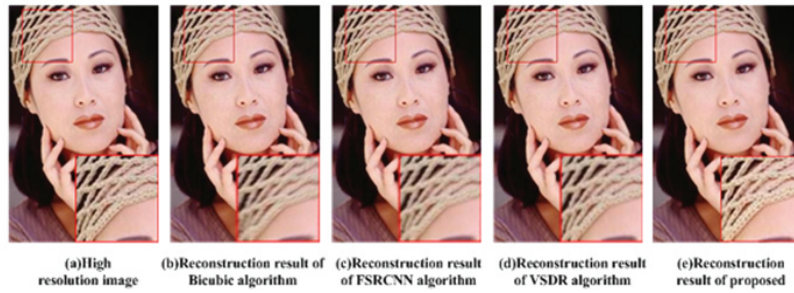 (a)High
resolution image
(b)Reconstruction result of
Bicubic algorithm
(c)Reconstruction result
of FSRCNN algorithm
(d)Reconstruction result
of VSDR algorithm
(e)Reconstruction
result of proposed